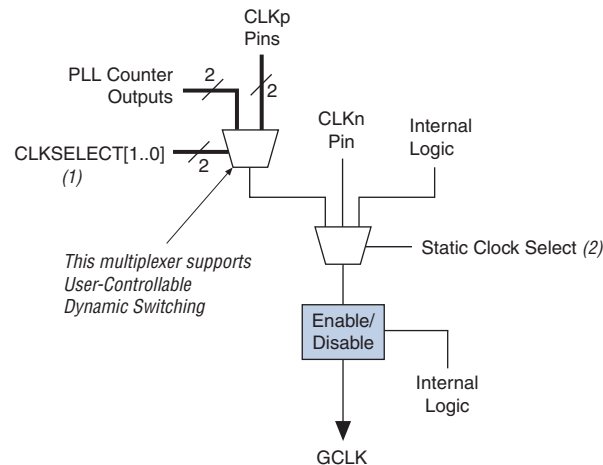 CLKp
Pins
PLL Counter
Outputs
2
2
CLKn
Pin
Internal
Logic
CLKSELECT[1..0]
(1)
2
This multiplexer supports
User-Controllable
Dynamic Switching
Static Clock Select (2)
Enable/
Disable
Internal
Logic
GCLK